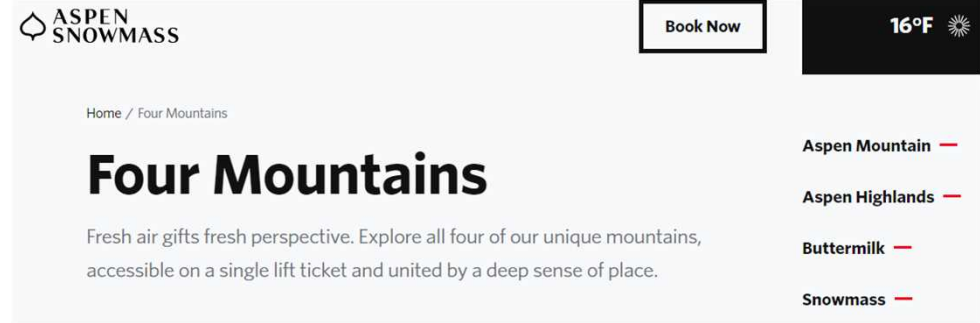 ASPEN
SNOWMASS
Book Now
16°F
Home / Four Mountains
Four Mountains
Fresh air gifts fresh perspective. Explore all four of our unique mountains,
accessible on a single lift ticket and united by a deep sense of place.
Aspen Mountain
Aspen Highlands
Buttermilk
Snowmass